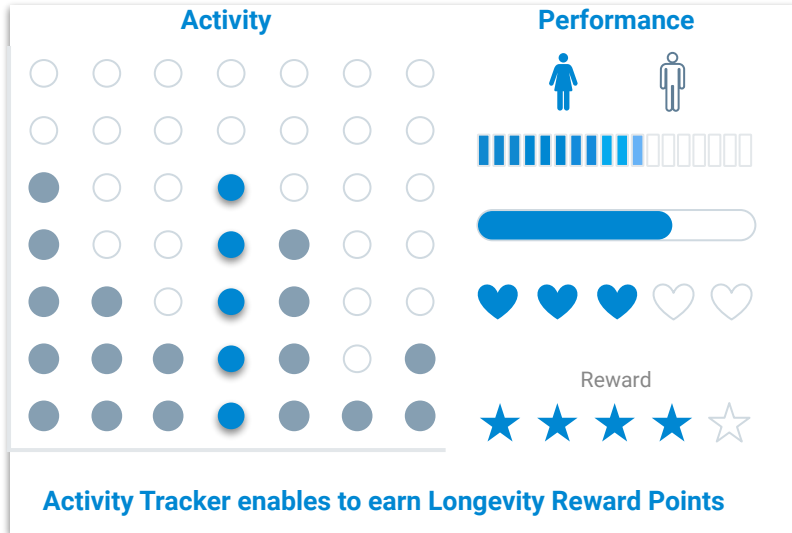 Activity
Performance
Reward
Activity Tracker enables to earn Longevity Reward Points